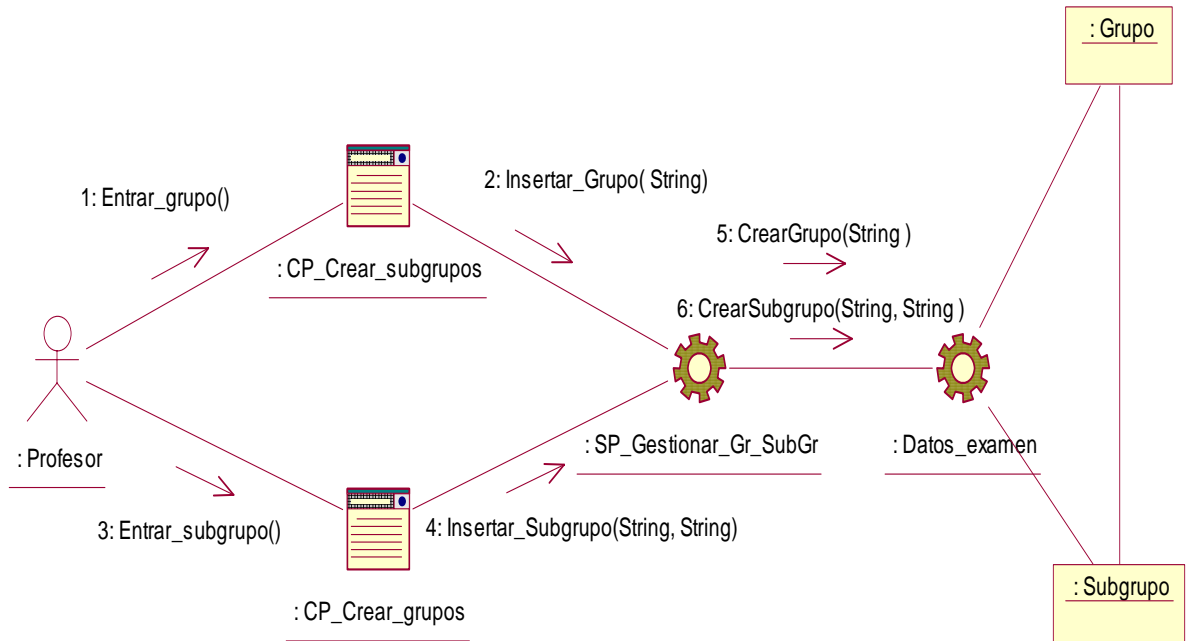 : Grupo
1: Entrar_grupo()
2: Insertar_Grupo( String)
5: CrearGrupo(String )
: CP_Crear_subgrupos
6: CrearSubgrupo(String, String )
: Profesor
: SP_Gestionar_Gr_SubGr
: Datos_examen
3: Entrar_subgrupo()
4: Insertar_Subgrupo(String, String)
: Subgrupo
: CP_Crear_grupos